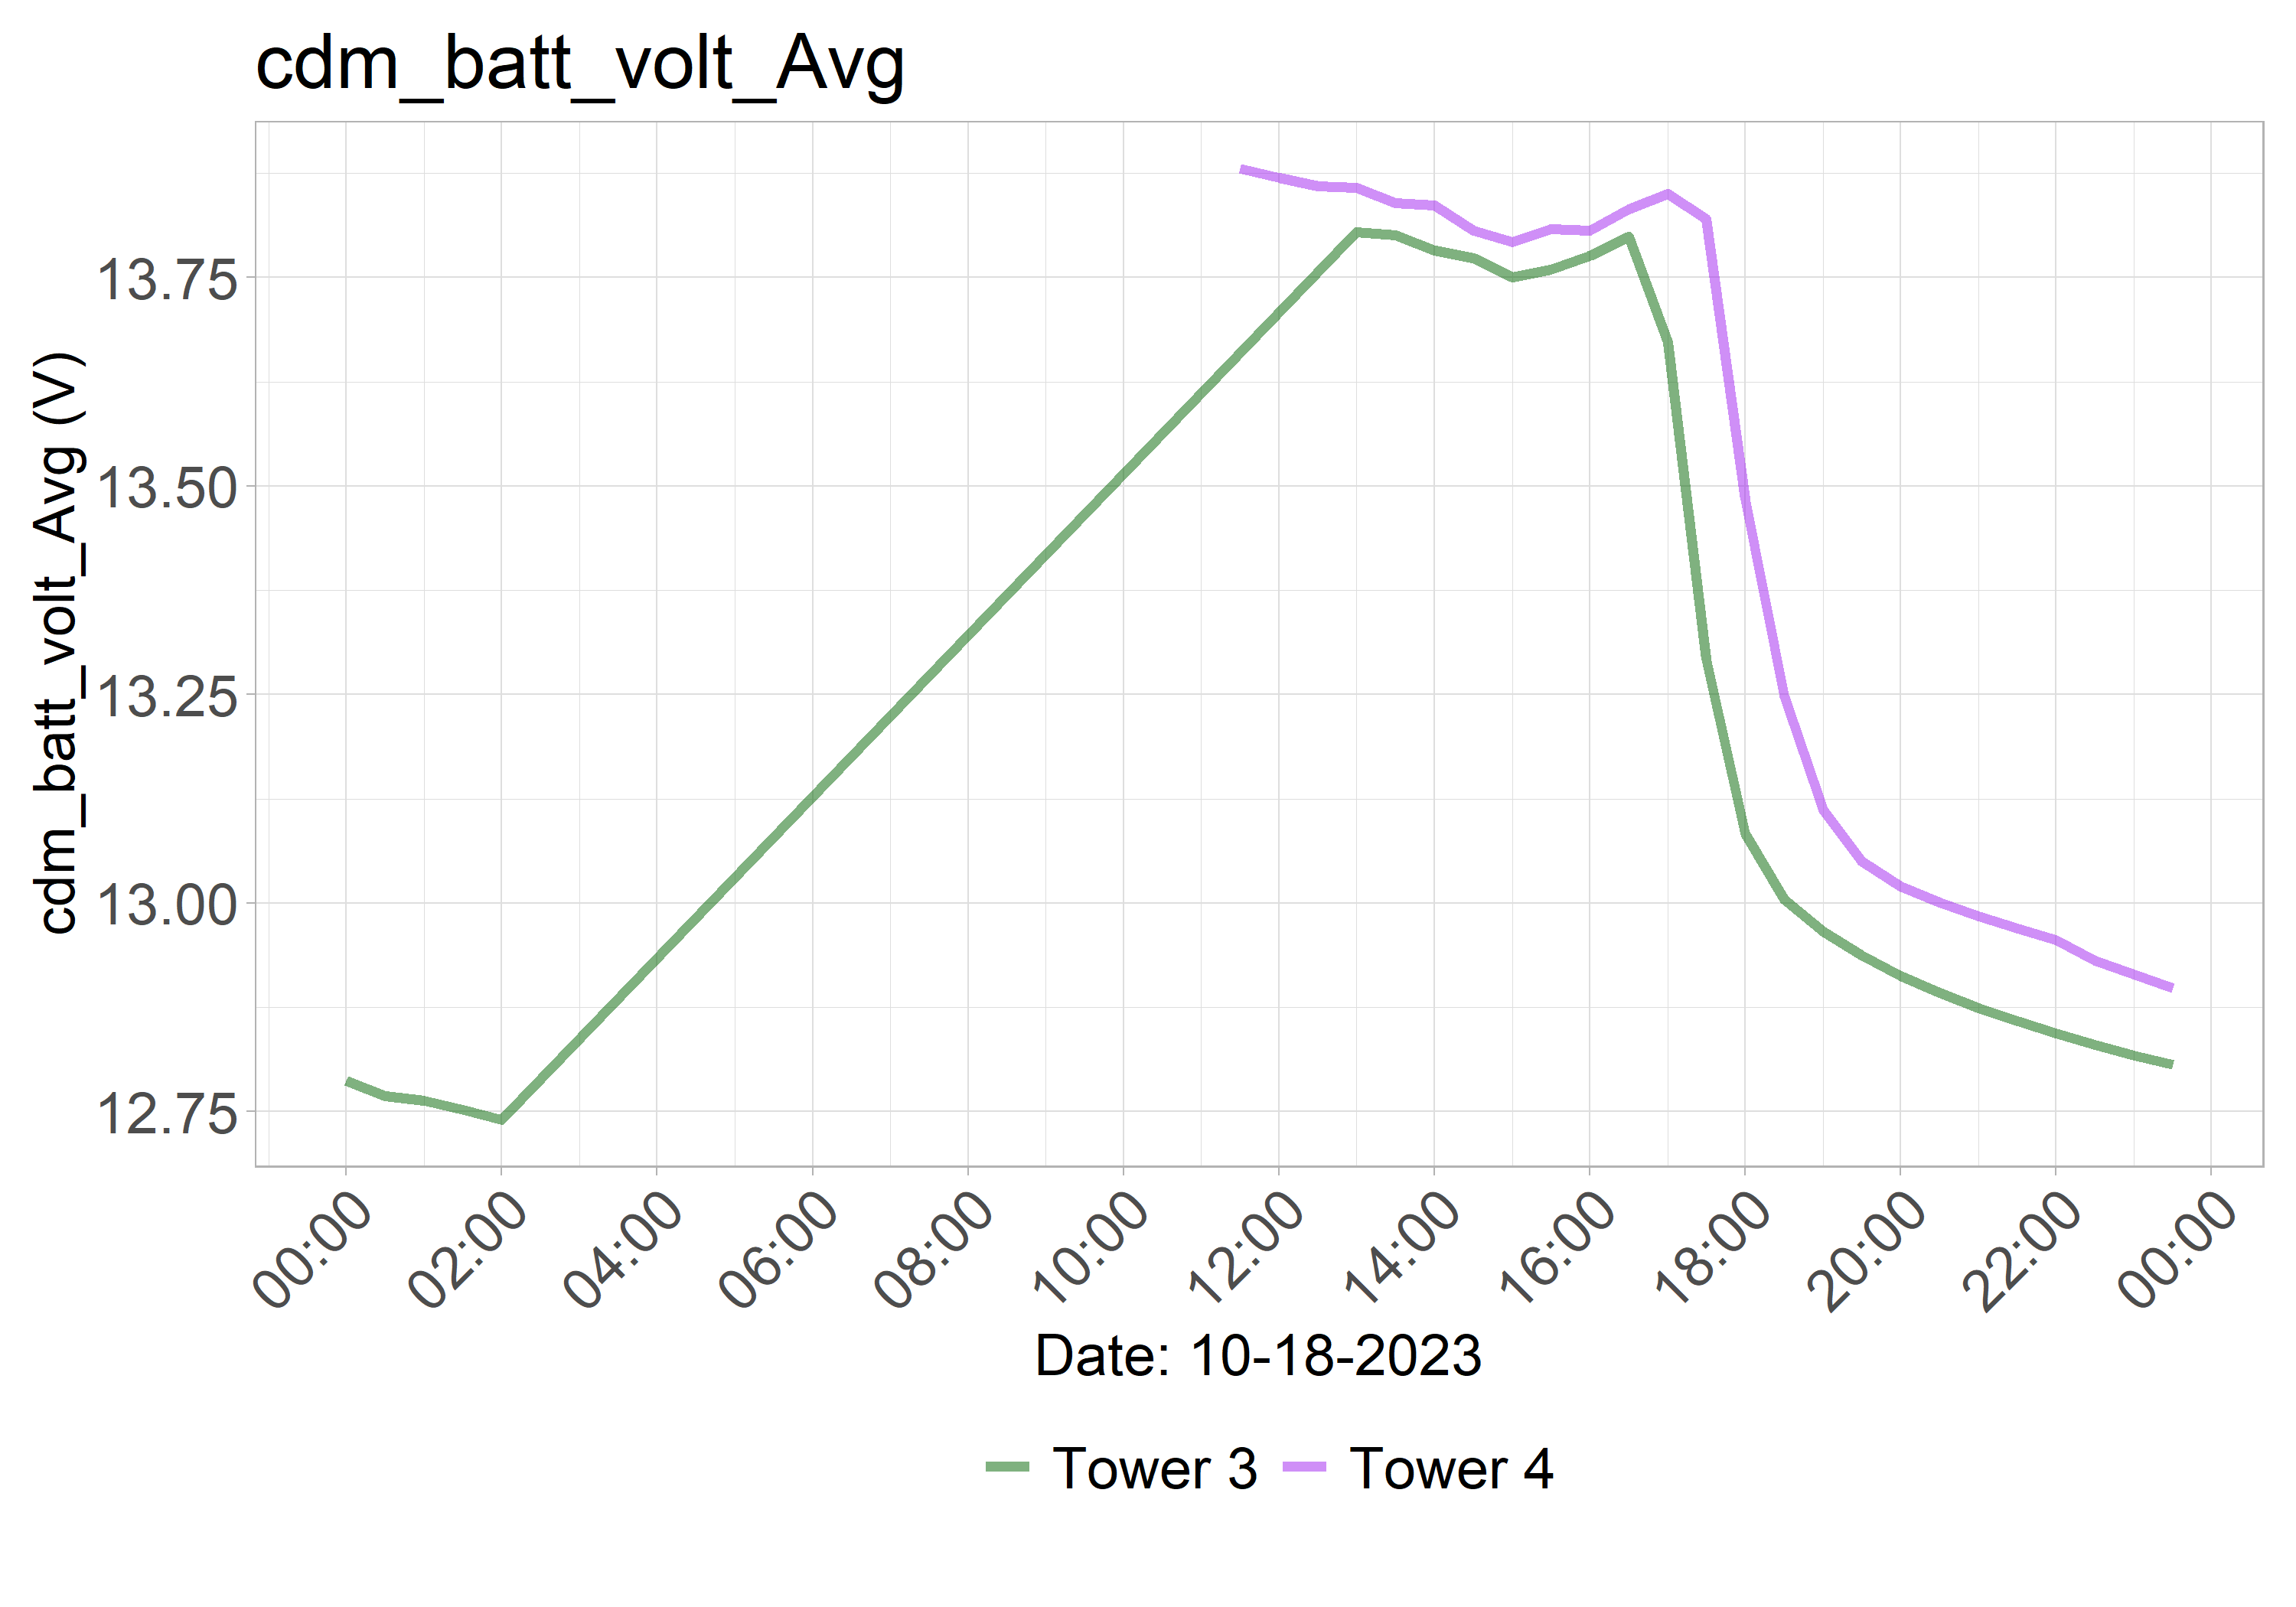 cdm_batt_volt_Avg
cdm_batt_volt_Avg (V)
13.75
13.50
13.25
13.00
12.75
00:00 02:00 04:00 06:00 08:00 10:00 12:00 14:00 16:00 18:00 20:00 22:00 00:00
Date: 10-18-2023
Tower 3 Tower 4